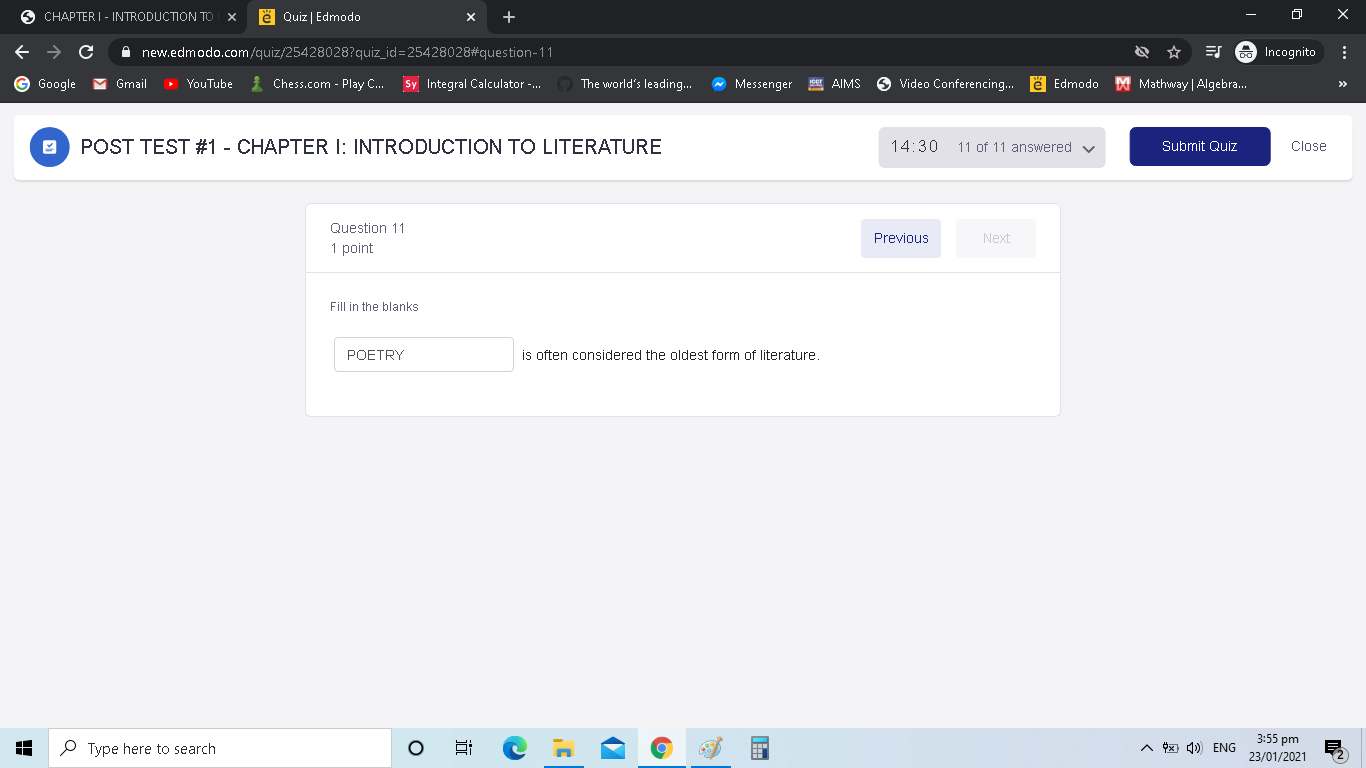 CHAPTER I - INTRODUCTION TO
Quiz | Edmodo
new.edmodo.com/quiz/25428028?quiz_id=25428028#question-11
Incognito
Google Gmail YouTube Chess.com - Play C... Integral Calculator -... The world's leading... Messenger AIMS Video Conferencing... Edmodo Mathway | Algebra... »
POST TEST #1 - CHAPTER I: INTRODUCTION TO LITERATURE
14:30 11 of 11 answered
Submit Quiz
Close
Question 11
1 point
Previous
Next
Fill in the blanks
POETRY is often considered the oldest form of literature.
Type here to search
ENG
3:55 pm
23/01/2021
2